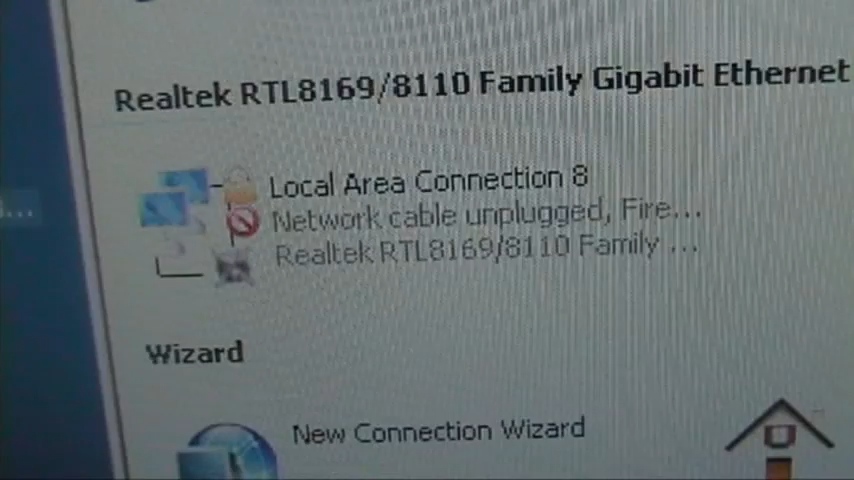 Realtek RTL8169/8110 Family Gigabit Ethernet
Local Area Connection 8
Network cable unplugged, Fire...
Realtek RTL8169/8110 Family ...
Wizard
New Connection Wizard